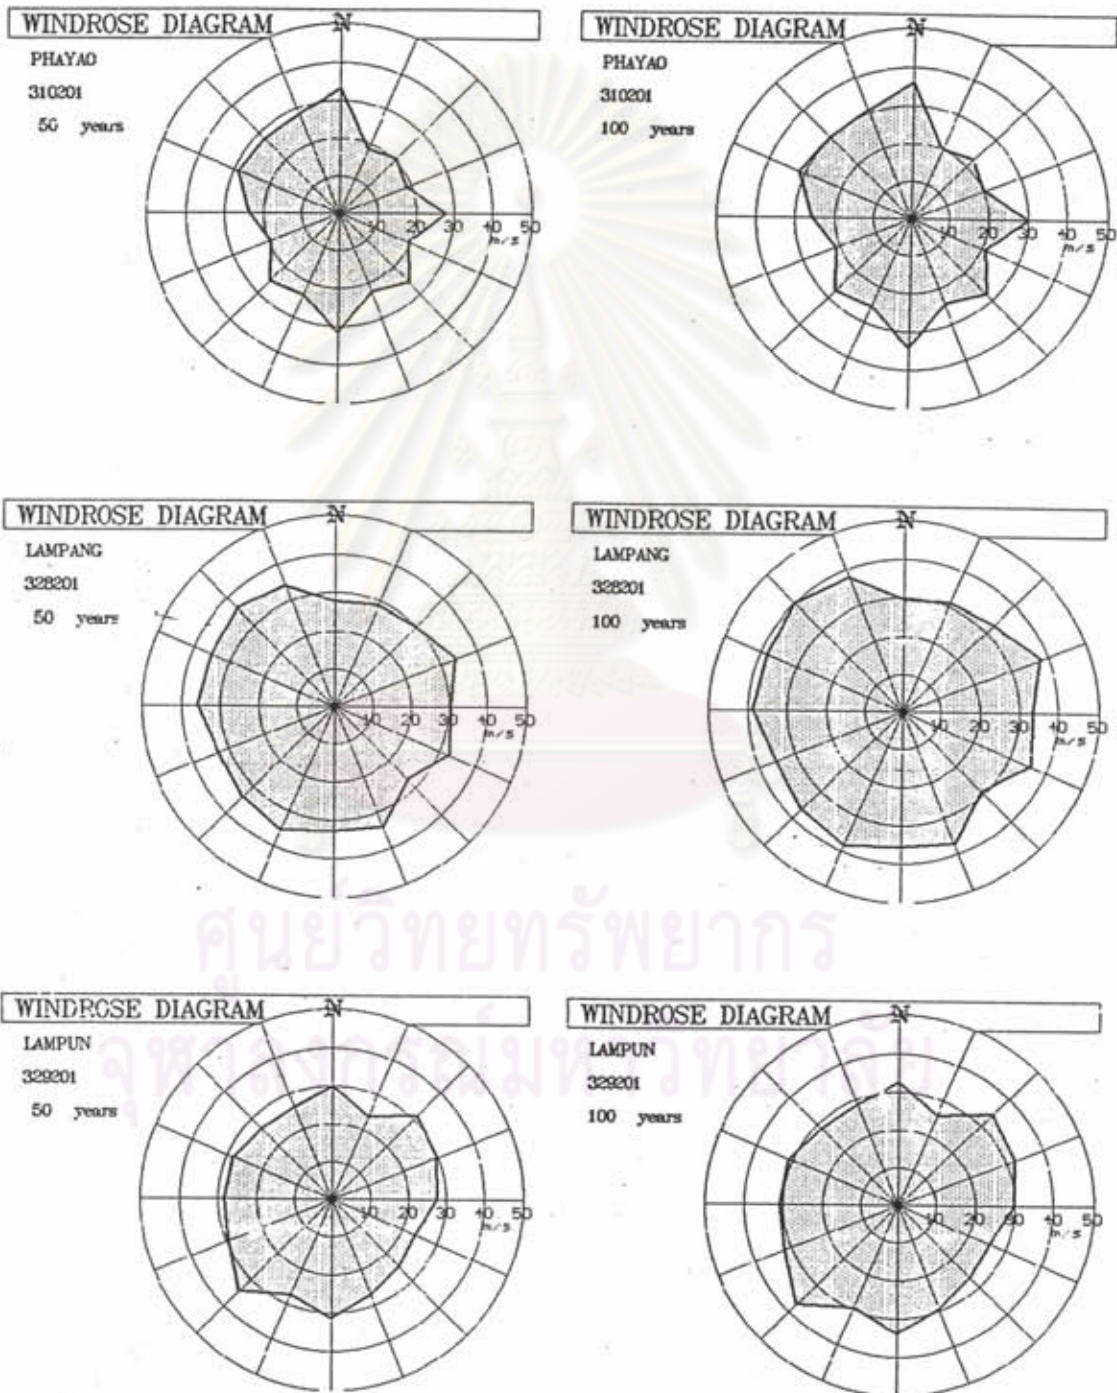 WINDROSE DIAGRAM
N
PHAYAO
310201
50 years
10 20 30 40 50
m/s
WINDROSE DIAGRAM
N
PHAYAO
310201
100 years
10 20 30 40 50
m/s
WINDROSE DIAGRAM
N
LAMPANG
328201
50 years
10 20 30 40 50
m/s
WINDROSE DIAGRAM
N
LAMPANG
328201
100 years
10 20 30 40 50
m/s
ศูนย์วิทยทรัพยากร
จุฬาลงกรณ์มหาวิทยาลัย
WINDROSE DIAGRAM
N
LAMPUN
329201
50 years
10 20 30 40 50
m/s
WINDROSE DIAGRAM
N
LAMPUN
329201
100 years
10 20 30 40 50
m/s